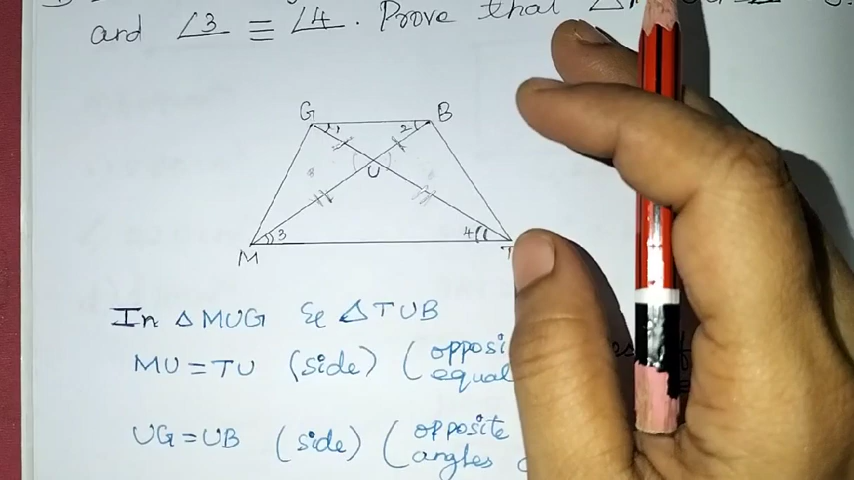 and ∠3 ≡ ∠4. Prove that
G B
1 2
U
3 4
M T
In △MUG & △TUB
MU = TU (side) (
equal
UG = UB (side) (opposite
angles